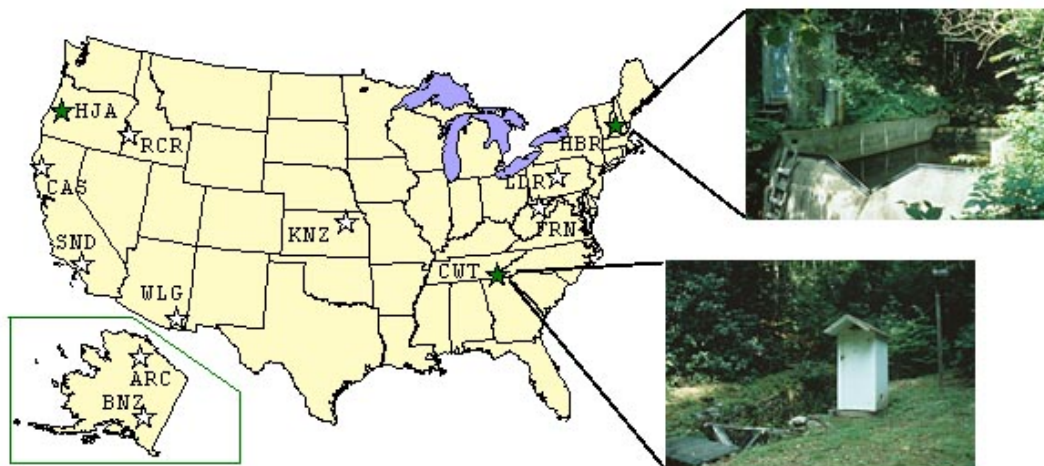 HJA
RCR
HBR
CAS
LDR
KNZ
FRN
SND
CWT
WLG
ARC
BNZ